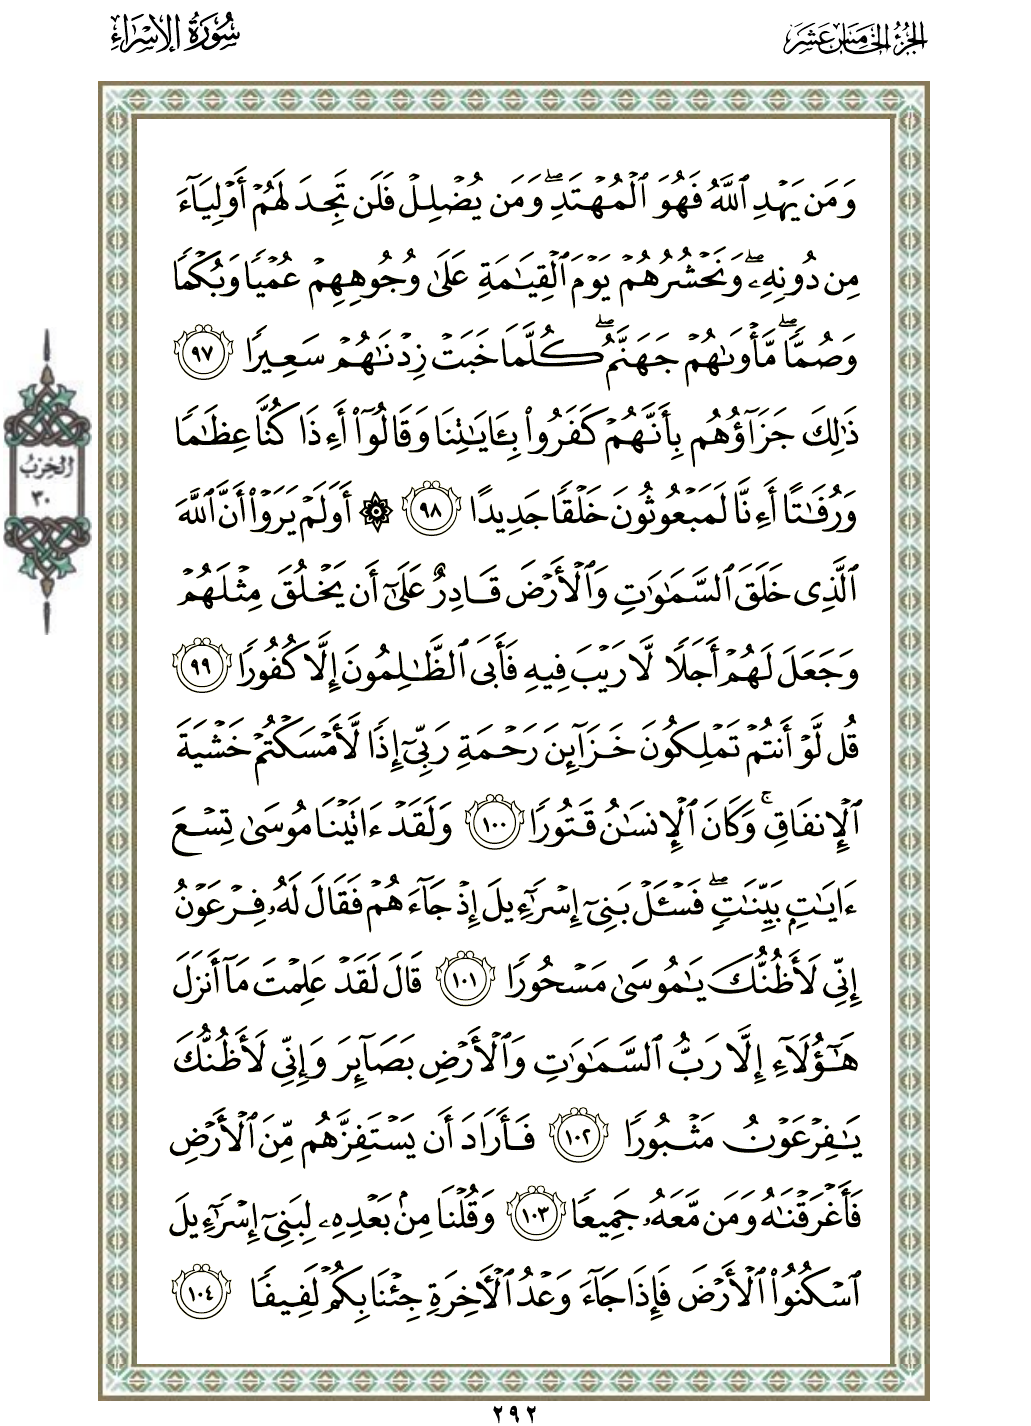 الجزء الخامس عشر
سورة الإسراء
وَمَن يَهْدِ ٱللَّهُ فَهُوَ ٱلْمُهْتَدِ ۖ وَمَن يُضْلِلْ فَلَن تَجِدَ لَهُمْ أَوْلِيَآءَ
مِن دُونِهِۦ ۖ وَنَحْشُرُهُمْ يَوْمَ ٱلْقِيَٰمَةِ عَلَىٰ وُجُوهِهِمْ عُمْيًا وَبُكْمًا
وَصُمًّا ۖ مَّأْوَىٰهُمْ جَهَنَّمُ ۖ كُلَّمَا خَبَتْ زِدْنَٰهُمْ سَعِيرًا ٩٧
ذَٰلِكَ جَزَآؤُهُم بِأَنَّهُمْ كَفَرُوا۟ بِـَٔايَٰتِنَا وَقَالُوٓا۟ أَءِذَا كُنَّا عِظَٰمًا
وَرُفَٰتًا أَءِنَّا لَمَبْعُوثُونَ خَلْقًا جَدِيدًا ٩٨ ۞ أَوَلَمْ يَرَوْا۟ أَنَّ ٱللَّهَ
ٱلَّذِى خَلَقَ ٱلسَّمَٰوَٰتِ وَٱلْأَرْضَ قَادِرٌ عَلَىٰٓ أَن يَخْلُقَ مِثْلَهُمْ
وَجَعَلَ لَهُمْ أَجَلًا لَّا رَيْبَ فِيهِ فَأَبَى ٱلظَّٰلِمُونَ إِلَّا كُفُورًا ٩٩
قُل لَّوْ أَنتُمْ تَمْلِكُونَ خَزَآئِنَ رَحْمَةِ رَبِّىٓ إِذًا لَّأَمْسَكْتُمْ خَشْيَةَ
ٱلْإِنفَاقِ ۚ وَكَانَ ٱلْإِنسَٰنُ قَتُورًا ١٠٠ وَلَقَدْ ءَاتَيْنَا مُوسَىٰ تِسْعَ
ءَايَٰتٍۭ بَيِّنَٰتٍ ۖ فَسْـَٔلْ بَنِىٓ إِسْرَٰٓءِيلَ إِذْ جَآءَهُمْ فَقَالَ لَهُۥ فِرْعَوْنُ
إِنِّى لَأَظُنُّكَ يَٰمُوسَىٰ مَسْحُورًا ١٠١ قَالَ لَقَدْ عَلِمْتَ مَآ أَنزَلَ
هَٰٓؤُلَآءِ إِلَّا رَبُّ ٱلسَّمَٰوَٰتِ وَٱلْأَرْضِ بَصَآئِرَ وَإِنِّى لَأَظُنُّكَ
يَٰفِرْعَوْنُ مَثْبُورًا ١٠٢ فَأَرَادَ أَن يَسْتَفِزَّهُم مِّنَ ٱلْأَرْضِ
فَأَغْرَقْنَٰهُ وَمَن مَّعَهُۥ جَمِيعًا ١٠٣ وَقُلْنَا مِنۢ بَعْدِهِۦ لِبَنِىٓ إِسْرَٰٓءِيلَ
ٱسْكُنُوا۟ ٱلْأَرْضَ فَإِذَا جَآءَ وَعْدُ ٱلْءَاخِرَةِ جِئْنَا بِكُمْ لَفِيفًا ١٠٤
الحزب
٣٠
٢٩٢